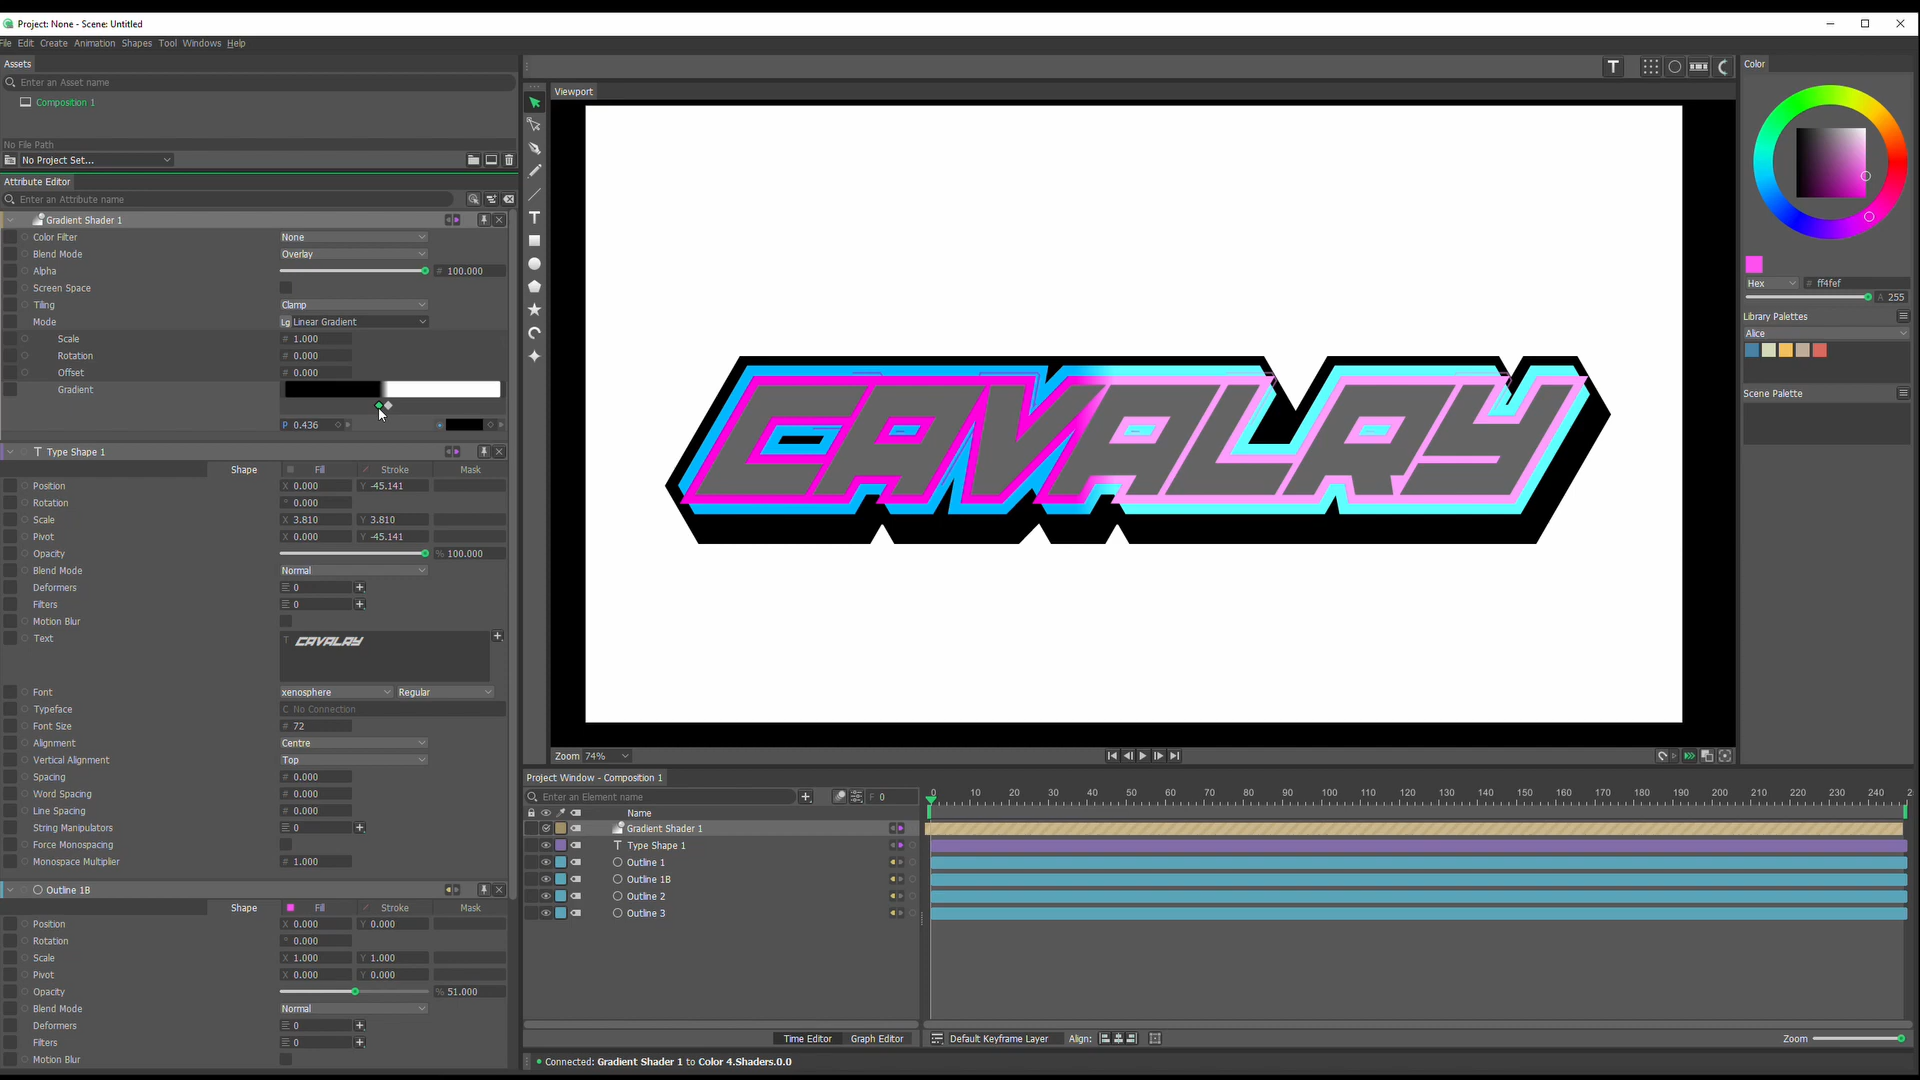 Project: None - Scene: Untitled
File Edit Create Animation Shapes Tool Windows Help
Assets
Enter an Asset name
Composition 1
No File Path
No Project Set...
Attribute Editor
Enter an Attribute name
Gradient Shader 1
Color Filter None
Blend Mode Overlay
Alpha # 100.000
Screen Space
Tiling Clamp
Mode Lg Linear Gradient
Scale # 1.000
Rotation # 0.000
Offset # 0.000
Gradient
P 0.436
Type Shape 1
Shape Fill Stroke Mask
Position X 0.000 Y -45.141
Rotation ° 0.000
Scale X 3.810 Y 3.810
Pivot X 0.000 Y -45.141
Opacity % 100.000
Blend Mode Normal
Deformers 0
Filters 0
Motion Blur
Text T CAVALRY
Font xenosphere Regular
Typeface C No Connection
Font Size # 72
Alignment Centre
Vertical Alignment Top
Spacing # 0.000
Word Spacing # 0.000
Line Spacing # 0.000
String Manipulators 0
Force Monospacing
Monospace Multiplier # 1.000
Outline 1B
Shape Fill Stroke Mask
Position X 0.000 Y 0.000
Rotation ° 0.000
Scale X 1.000 Y 1.000
Pivot X 0.000 Y 0.000
Opacity % 51.000
Blend Mode Normal
Deformers 0
Filters 0
Motion Blur
Viewport
CAVALRY
Zoom 74%
Color
Hex # ff4fef
A 255
Library Palettes
Alice
Scene Palette
Project Window - Composition 1
Enter an Element name F 0
0 10 20 30 40 50 60 70 80 90 100 110 120 130 140 150 160 170 180 190 200 210 220 230 240 2
Name
Gradient Shader 1
Type Shape 1
Outline 1
Outline 1B
Outline 2
Outline 3
Time Editor Graph Editor Default Keyframe Layer Align: Zoom
Connected: Gradient Shader 1 to Color 4.Shaders.0.0